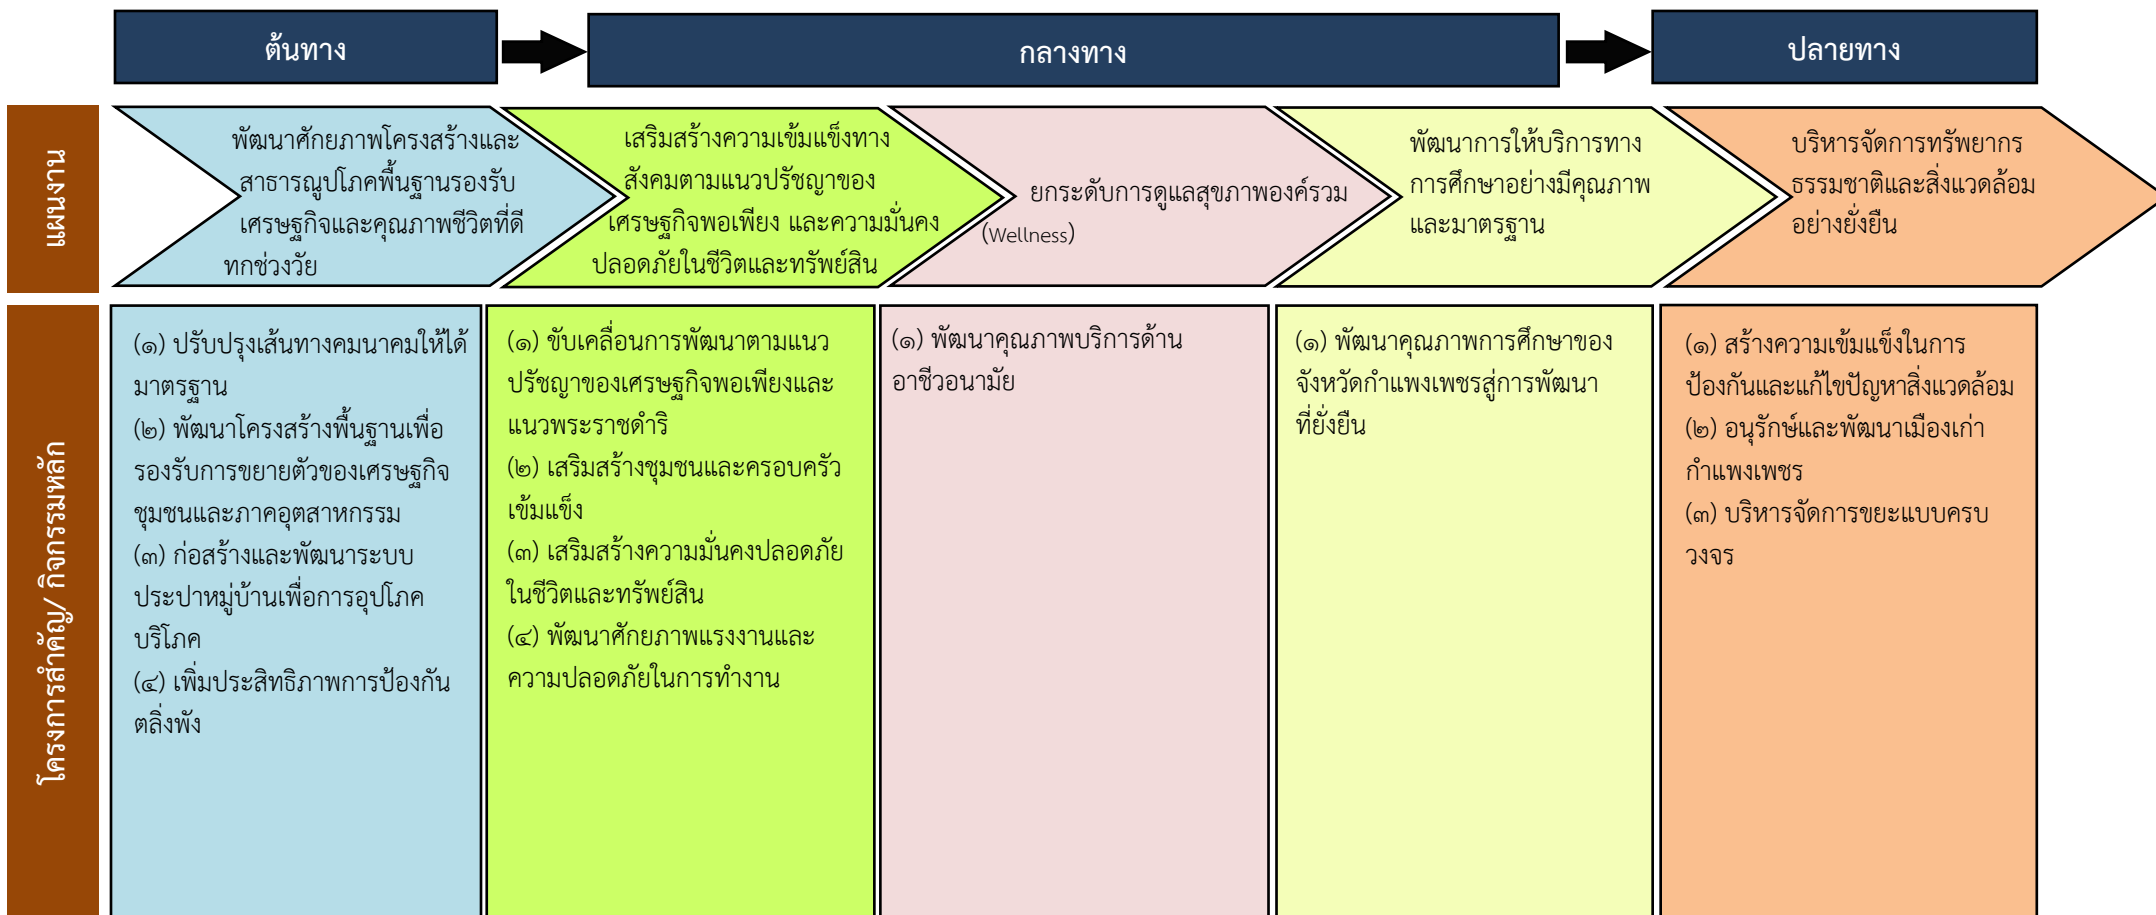 ต้นทาง
กลางทาง
ปลายทาง
แผนงาน
พัฒนาศักยภาพโครงสร้างและ
สาธารณูปโภคพื้นฐานรองรับ
เศรษฐกิจและคุณภาพชีวิตที่ดี
ทกช่วงวัย
เสริมสร้างความเข้มแข็งทาง
สังคมตามแนวปรัชญาของ
เศรษฐกิจพอเพียง และความมั่นคง
ปลอดภัยในชีวิตและทรัพย์สิน
ยกระดับการดูแลสุขภาพองค์รวม
(Wellness)
พัฒนาการให้บริการทาง
การศึกษาอย่างมีคุณภาพ
และมาตรฐาน
บริหารจัดการทรัพยากร
ธรรมชาติและสิ่งแวดล้อม
อย่างยั่งยืน
โครงการสำคัญ/ กิจกรรมหลัก
(๑) ปรับปรุงเส้นทางคมนาคมให้ได้
มาตรฐาน
(๒) พัฒนาโครงสร้างพื้นฐานเพื่อ
รองรับการขยายตัวของเศรษฐกิจ
ชุมชนและภาคอุตสาหกรรม
(๓) ก่อสร้างและพัฒนาระบบ
ประปาหมู่บ้านเพื่อการอุปโภค
บริโภค
(๔) เพิ่มประสิทธิภาพการป้องกัน
ตลิ่งพัง
(๑) ขับเคลื่อนการพัฒนาตามแนว
ปรัชญาของเศรษฐกิจพอเพียงและ
แนวพระราชดำริ
(๒) เสริมสร้างชุมชนและครอบครัว
เข้มแข็ง
(๓) เสริมสร้างความมั่นคงปลอดภัย
ในชีวิตและทรัพย์สิน
(๔) พัฒนาศักยภาพแรงงานและ
ความปลอดภัยในการทำงาน
(๑) พัฒนาคุณภาพบริการด้าน
อาชีวอนามัย
(๑) พัฒนาคุณภาพการศึกษาของ
จังหวัดกำแพงเพชรสู่การพัฒนา
ที่ยั่งยืน
(๑) สร้างความเข้มแข็งในการ
ป้องกันและแก้ไขปัญหาสิ่งแวดล้อม
(๒) อนุรักษ์และพัฒนาเมืองเก่า
กำแพงเพชร
(๓) บริหารจัดการขยะแบบครบ
วงจร